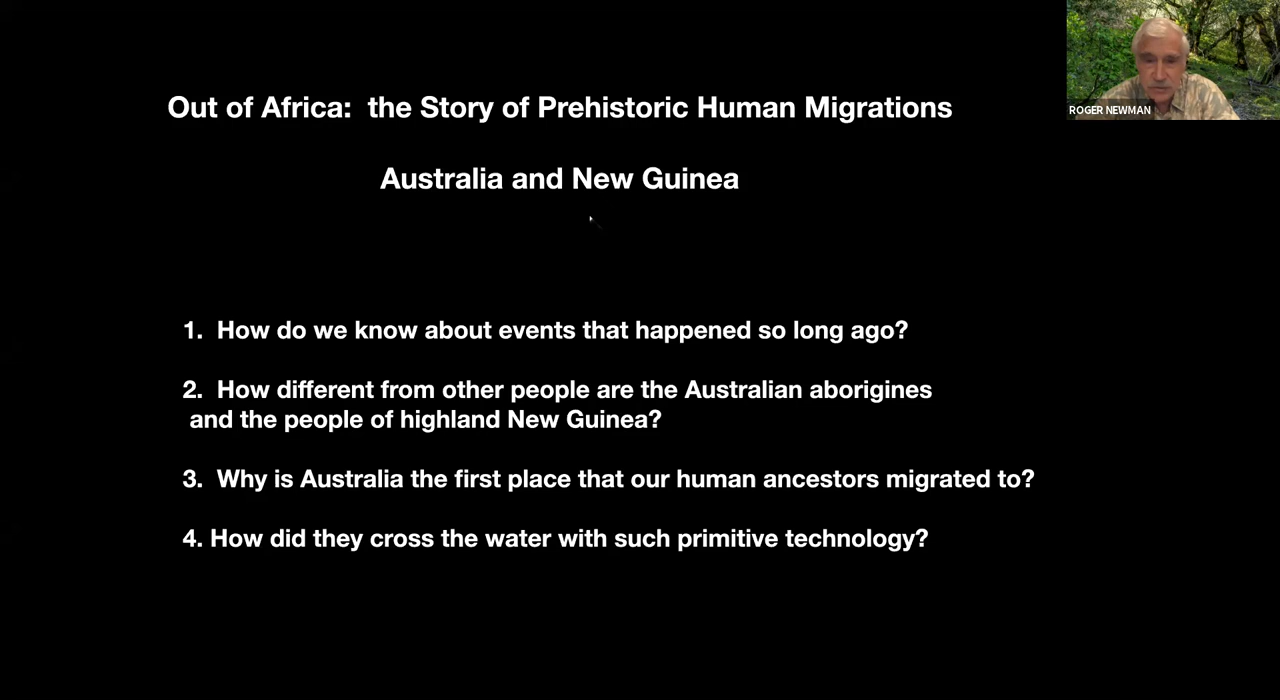 Out of Africa:  the Story of Prehistoric Human Migrations
Australia and New Guinea
ROGER NEWMAN
1.  How do we know about events that happened so long ago?
2.  How different from other people are the Australian aborigines
and the people of highland New Guinea?
3.  Why is Australia the first place that our human ancestors migrated to?
4. How did they cross the water with such primitive technology?